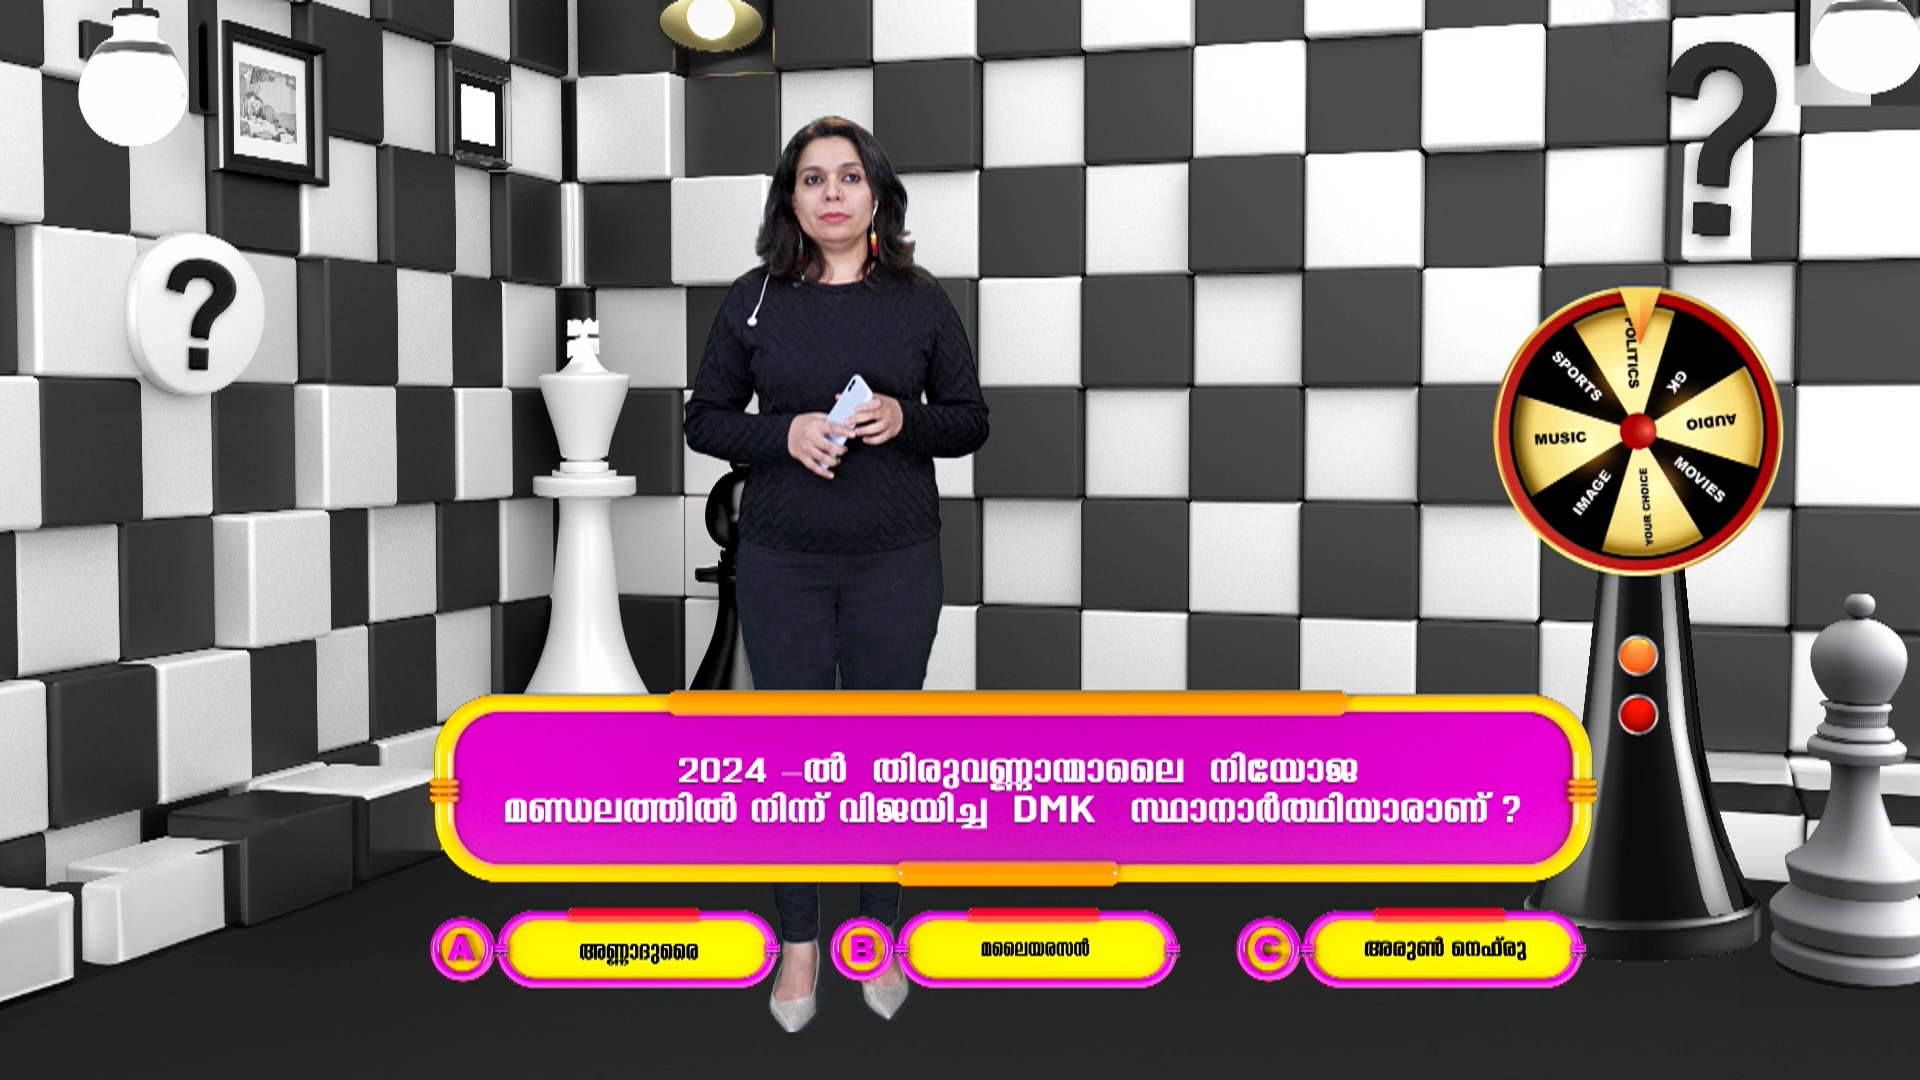 POLITICS
GK
AUDIO
MOVIES
YOUR CHOICE
IMAGE
MUSIC
SPORTS
2024 -ൽ തിരുവണ്ണാന്മാലൈ നിയോജ
മണ്ഡലത്തിൽ നിന്ന് വിജയിച്ച DMK സ്ഥാനാർത്ഥിയാരാണ് ?
A അണ്ണാദുരൈ
B മലൈയരസൻ
C അരുൺ നെഹ്‌രു